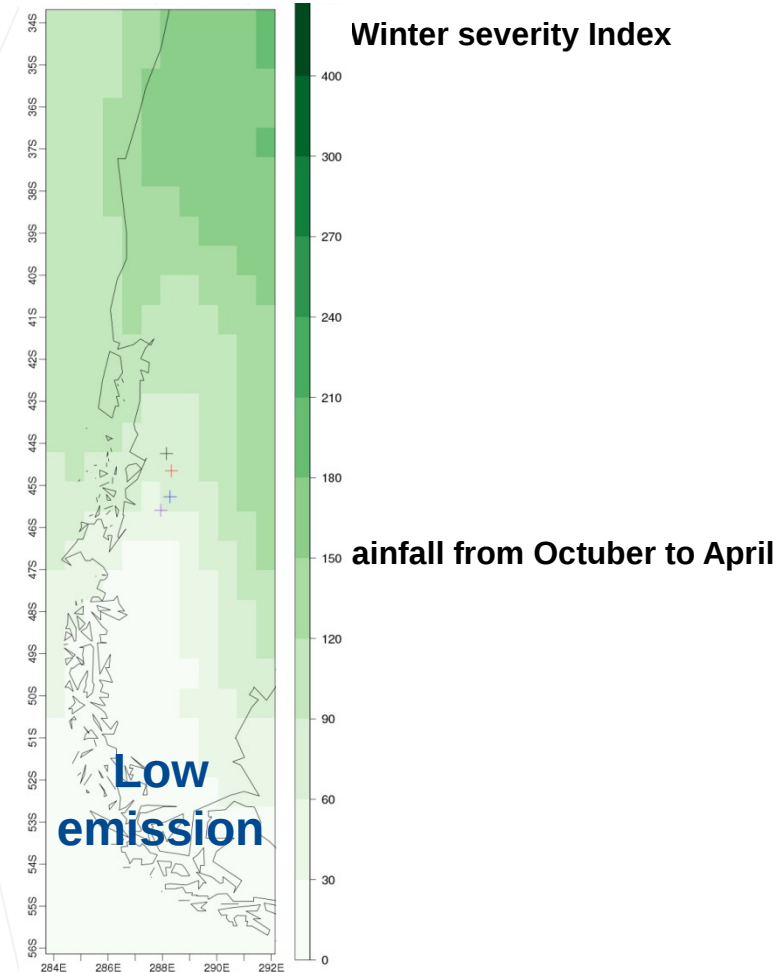 Winter severity Index
ainfall from Octuber to April
Low
emission
34S
35S
36S
37S
38S
39S
40S
41S
42S
43S
44S
45S
46S
47S
48S
49S
50S
51S
52S
53S
54S
55S
56S
284E 286E 288E 290E 292E
400
300
270
240
210
180
150
120
90
60
30
0